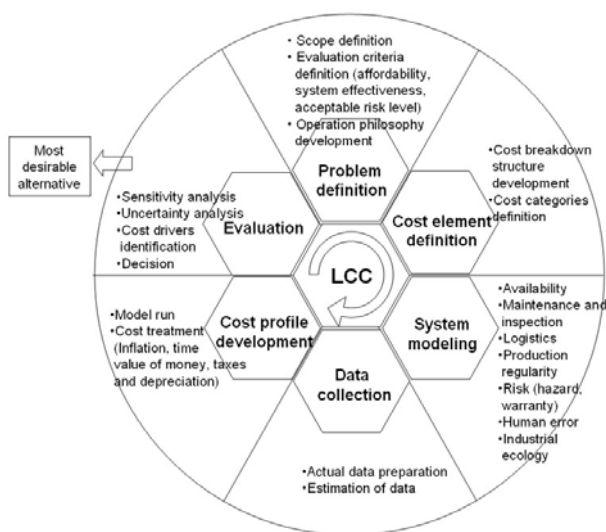 • Scope definition
• Evaluation criteria
definition (affordability,
system effectiveness,
acceptable risk level)
• Operation philosophy
development
Problem
definition
• Cost breakdown
structure
development
• Cost categories
definition
Cost element
definition
•Availability
•Maintenance and
inspection
•Logistics
•Production
regularity
•Risk (hazard,
warranty)
•Human error
•Industrial
ecology
System
modeling
Data
collection
•Actual data preparation
•Estimation of data
Cost profile
development
•Model run
• Cost treatment
(Inflation, time
value of money, taxes
and depreciation)
Evaluation
•Sensitivity analysis
•Uncertainty analysis
•Cost drivers
identification
• Decision
Most
desirable
alternative
LCC